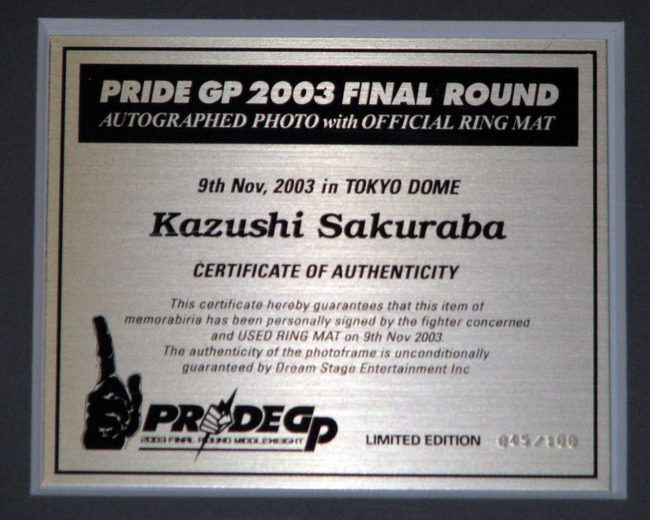 PRIDE GP 2003 FINAL ROUND
AUTOGRAPHED PHOTO with OFFICIAL RING MAT
9th Nov, 2003 in TOKYO DOME
Kazushi Sakuraba
CERTIFICATE OF AUTHENTICITY
This certificate hereby guarantees that this item of
memorabiria has been personally signed by the fighter concerned
and USED RING MAT on 9th Nov 2003.
The authenticity of the photoframe is unconditionally
guaranteed by Dream Stage Entertainment Inc
PRIDE GP
2003 FINAL ROUND MIDDLEWEIGHT
LIMITED EDITION 045/100